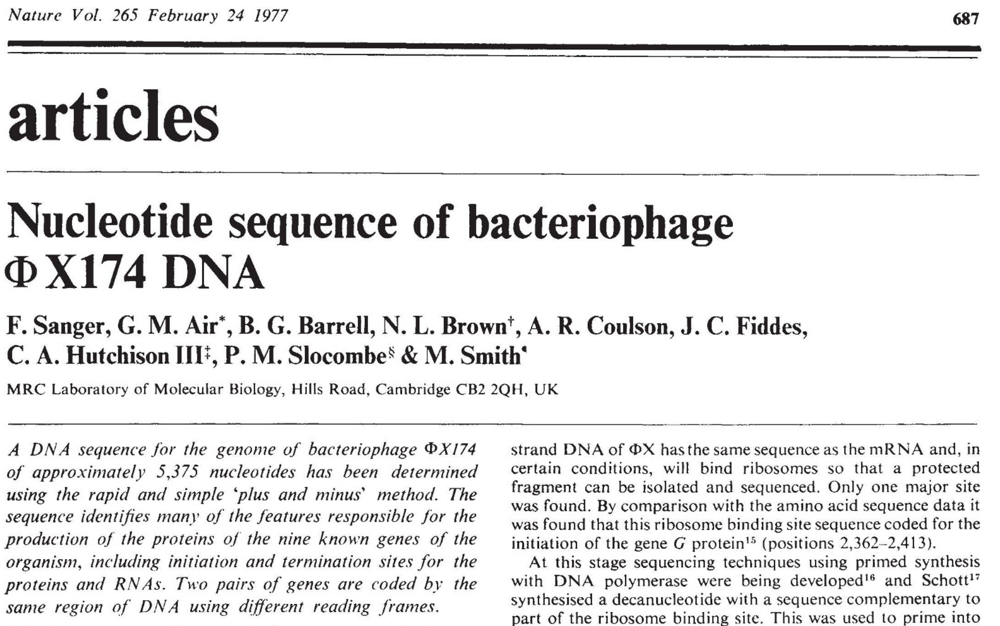 Nature Vol. 265 February 24 1977
687
articles
Nucleotide sequence of bacteriophage
ΦX174 DNA
F. Sanger, G. M. Air*, B. G. Barrell, N. L. Brown†, A. R. Coulson, J. C. Fiddes,
C. A. Hutchison III‡, P. M. Slocombe§ & M. Smith¶
MRC Laboratory of Molecular Biology, Hills Road, Cambridge CB2 2QH, UK
A DNA sequence for the genome of bacteriophage ΦX174
of approximately 5,375 nucleotides has been determined
using the rapid and simple ‘plus and minus’ method. The
sequence identifies many of the features responsible for the
production of the proteins of the nine known genes of the
organism, including initiation and termination sites for the
proteins and RNAs. Two pairs of genes are coded by the
same region of DNA using different reading frames.
strand DNA of ΦX has the same sequence as the mRNA and, in
certain conditions, will bind ribosomes so that a protected
fragment can be isolated and sequenced. Only one major site
was found. By comparison with the amino acid sequence data it
was found that this ribosome binding site sequence coded for the
initiation of the gene G protein¹⁵ (positions 2,362–2,413).
At this stage sequencing techniques using primed synthesis
with DNA polymerase were being developed¹⁶ and Schott¹⁷
synthesised a decanucleotide with a sequence complementary to
part of the ribosome binding site. This was used to prime into